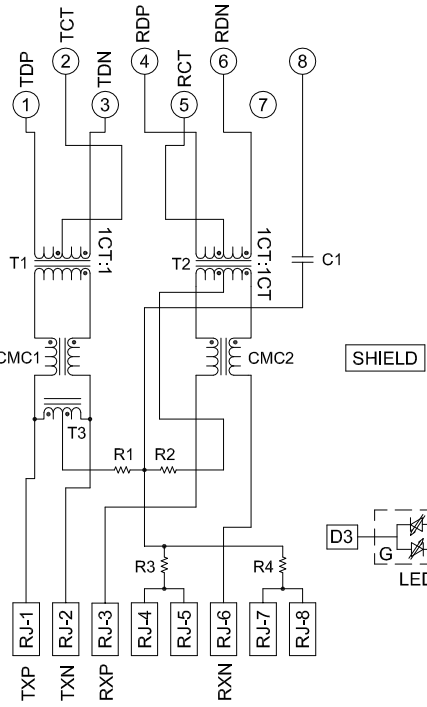 TDP
TCT
TDN
RDP
RCT
RDN
1
2
3
4
5
6
7
8
T1
1CT:1
T2
1CT:1CT
C1
CMC1
CMC2
SHIELD
T3
R1
R2
R3
R4
D3
G
LED
RJ-1
RJ-2
RJ-3
RJ-4
RJ-5
RJ-6
RJ-7
RJ-8
TXP
TXN
RXP
RXN